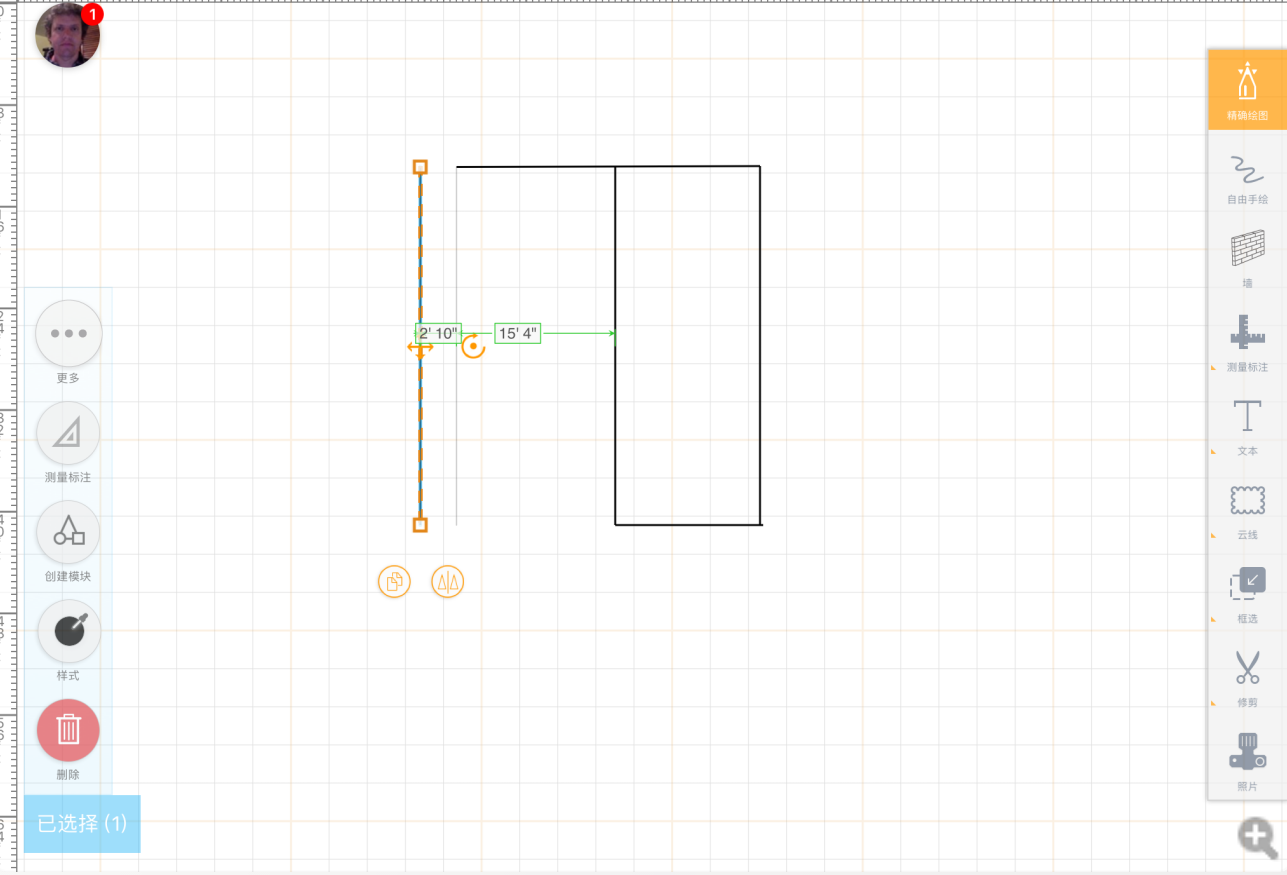 1
精确绘图
自由手绘
墙
2' 10"
15' 4"
测量标注
更多
文本
测量标注
云线
创建模块
框选
样式
修剪
删除
照片
已选择 (1)